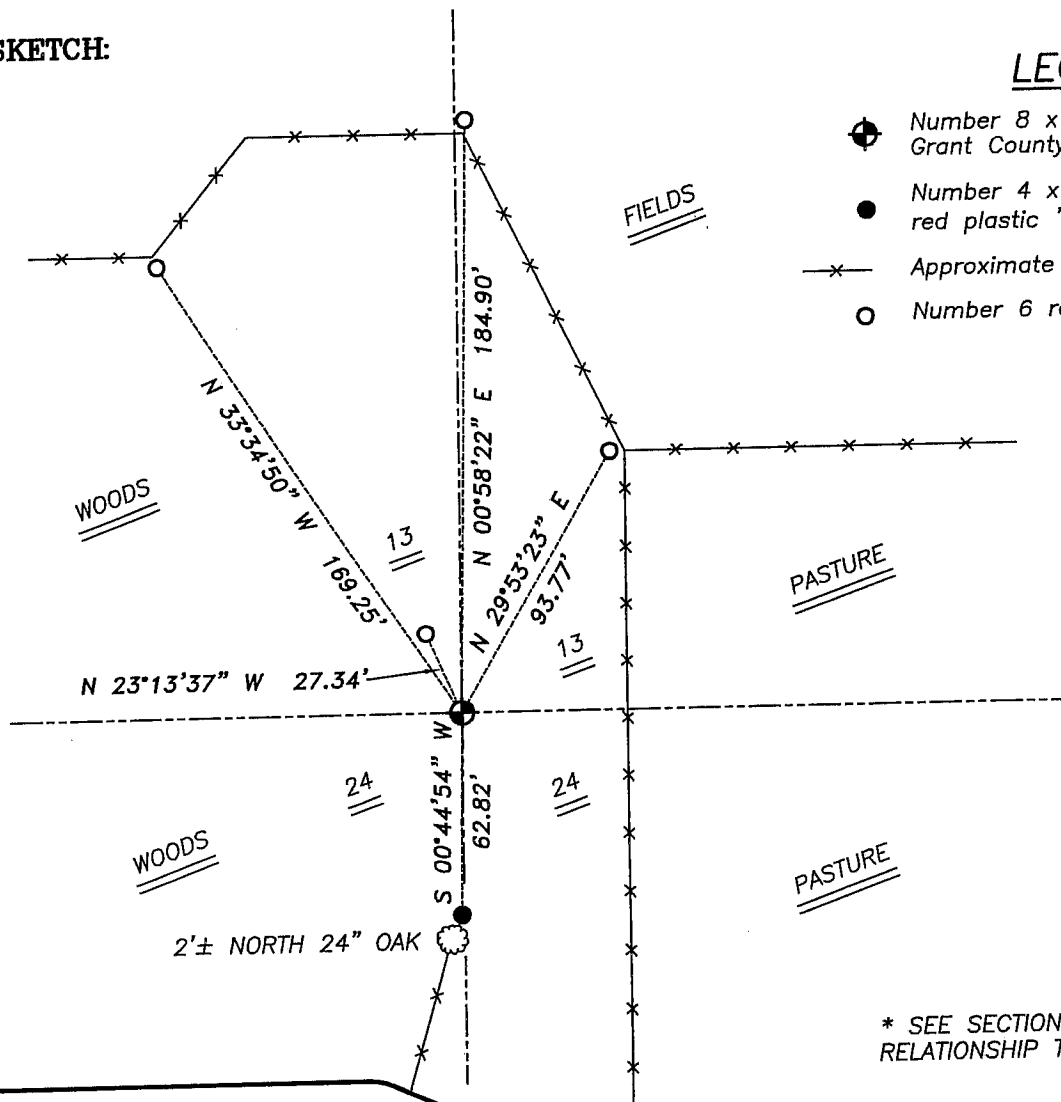 SKETCH:
LE
Number 8 x
Grant County
Number 4 x
red plastic "
Approximate
Number 6 r
FIELDS
N 00°58'22" E 184.90'
N 33°34'50" W 169.25'
WOODS
13
N 29°53'23" E
93.77'
PASTURE
13
N 23°13'37" W 27.34'
S 00°44'54" W
62.82'
24
24
WOODS
PASTURE
2'± NORTH 24" OAK
* SEE SECTION
RELATIONSHIP T